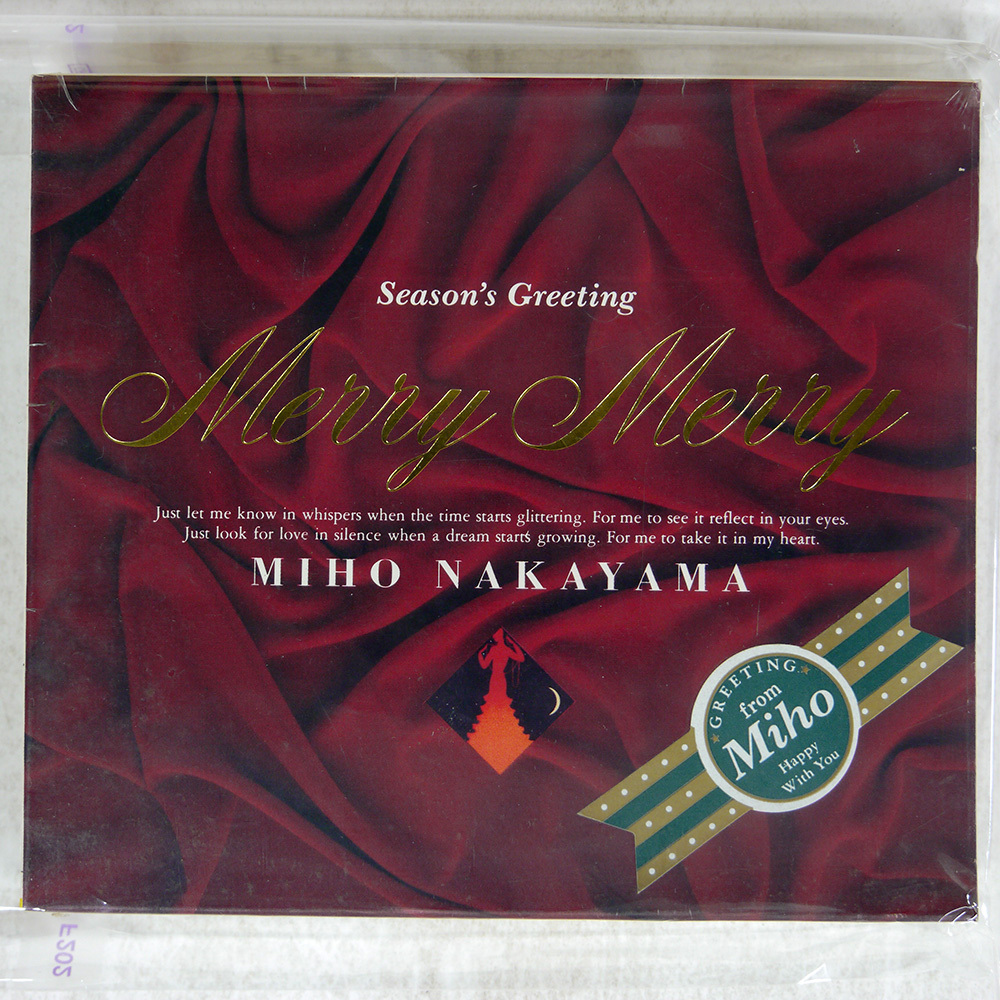 Season's Greeting
Merry Merry
Just let me know in whispers when the time starts glittering. For me to see it reflect in your eyes.
Just look for love in silence when a dream starts growing. For me to take it in my heart.
MIHO NAKAYAMA
GREETING
from
Miho
Happy
With You
F202